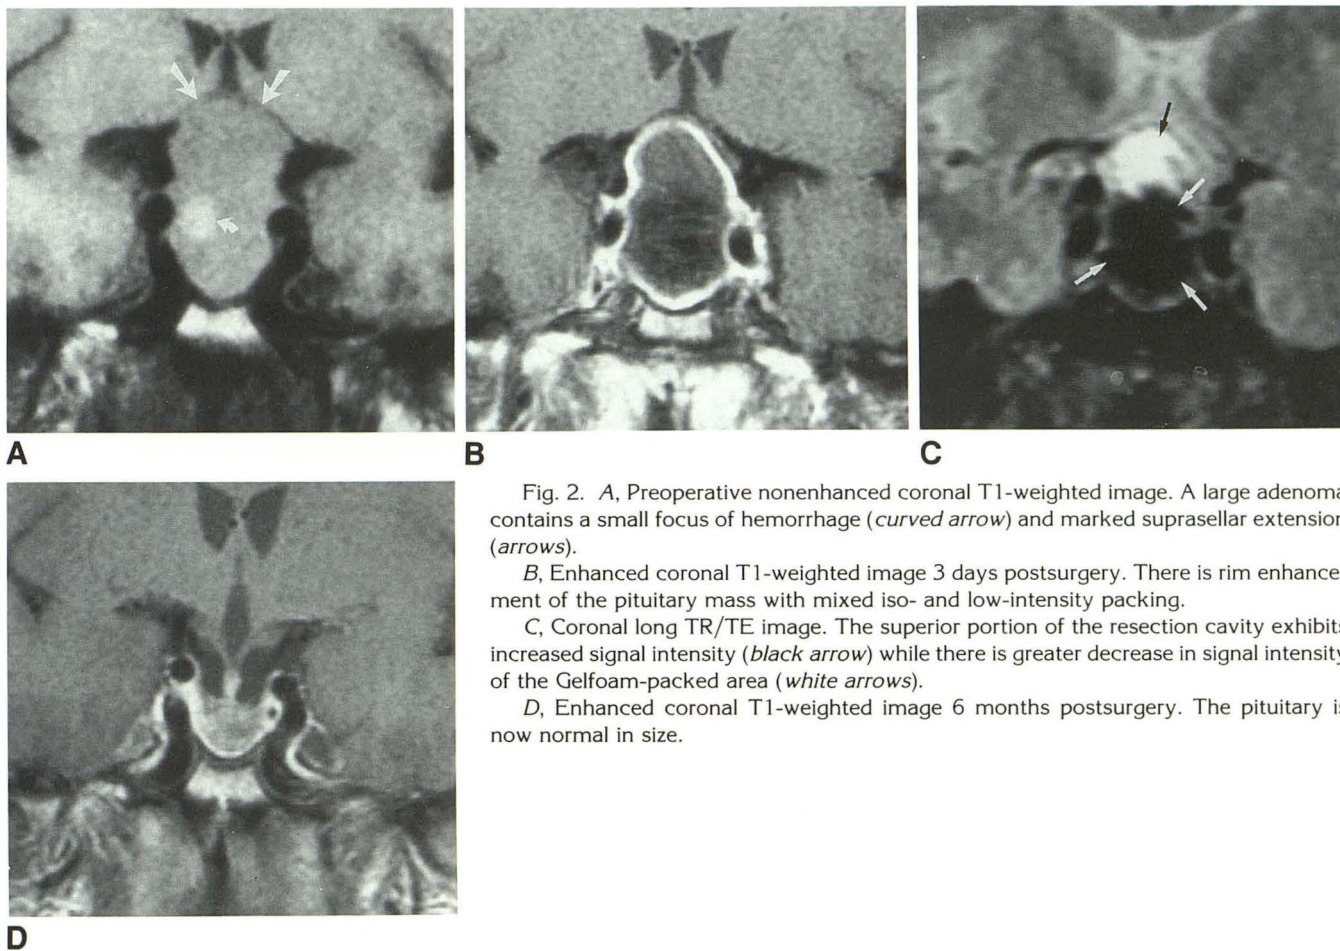 A
B
C
Fig. 2. A, Preoperative nonenhanced coronal T1-weighted image. A large adenoma
contains a small focus of hemorrhage (curved arrow) and marked suprasellar extension
(arrows).
B, Enhanced coronal T1-weighted image 3 days postsurgery. There is rim enhance-
ment of the pituitary mass with mixed iso- and low-intensity packing.
C, Coronal long TR/TE image. The superior portion of the resection cavity exhibits
increased signal intensity (black arrow) while there is greater decrease in signal intensity
of the Gelfoam-packed area (white arrows).
D, Enhanced coronal T1-weighted image 6 months postsurgery. The pituitary is
now normal in size.
D